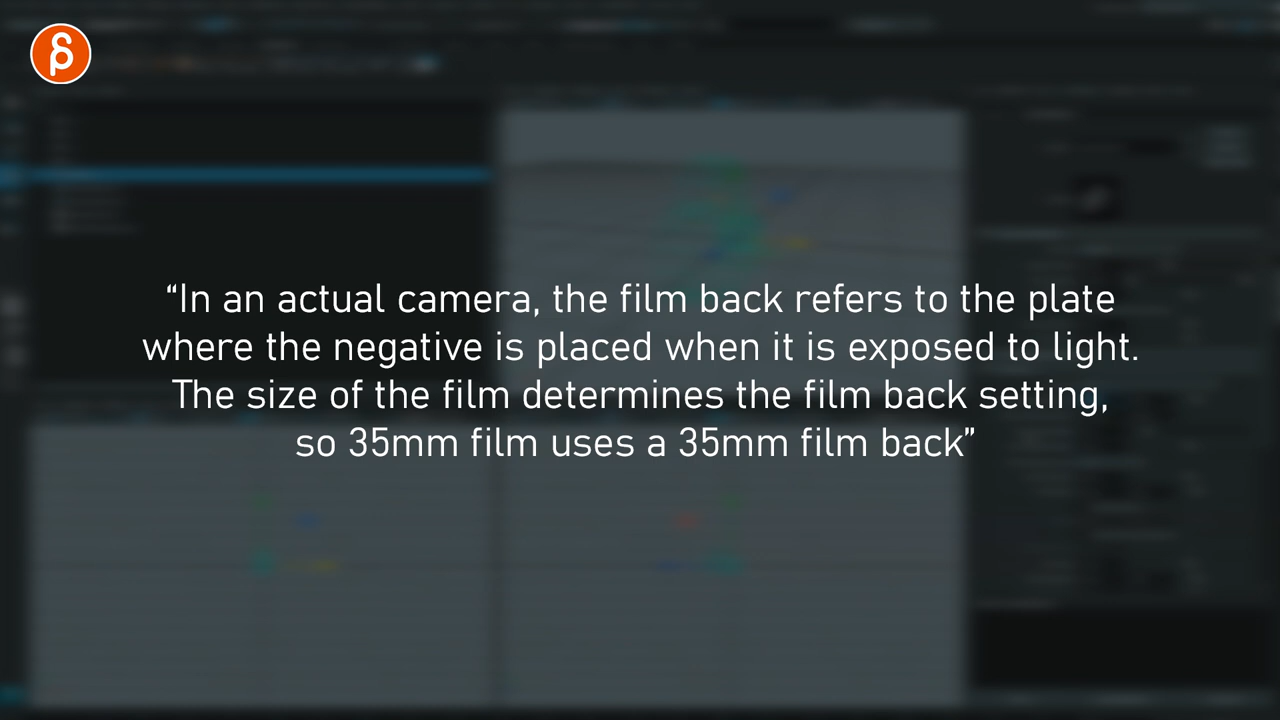 “In an actual camera, the film back refers to the plate
where the negative is placed when it is exposed to light.
The size of the film determines the film back setting,
so 35mm film uses a 35mm film back”